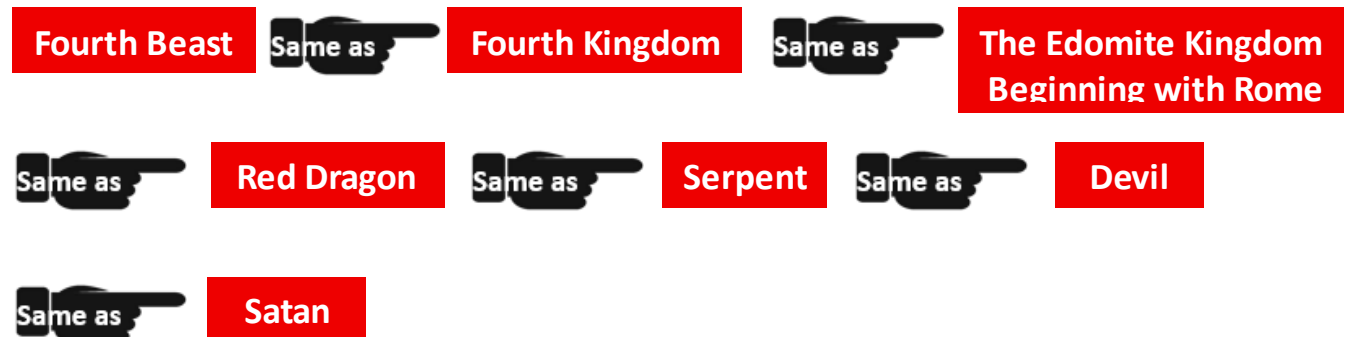 Fourth Beast Same as Fourth Kingdom Same as The Edomite Kingdom
Beginning with Rome
Same as Red Dragon Same as Serpent Same as Devil
Same as Satan